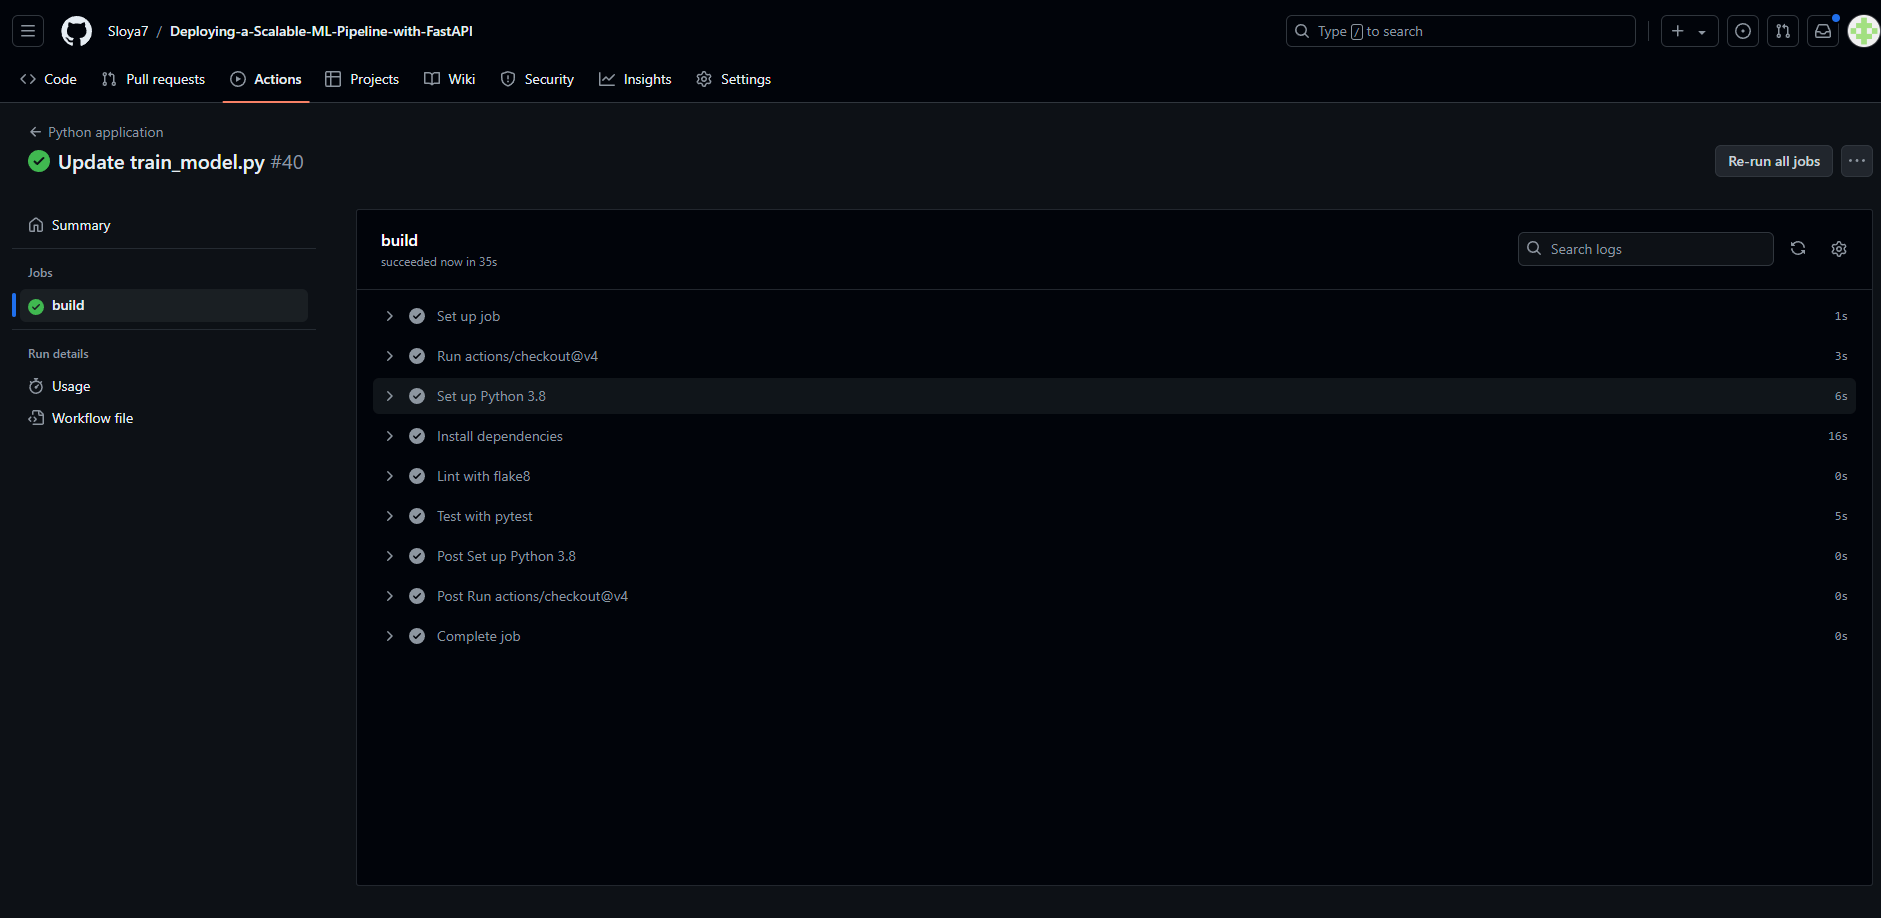 Sloya7 / Deploying-a-Scalable-ML-Pipeline-with-FastAPI
Type / to search
Code Pull requests Actions Projects Wiki Security Insights Settings
Python application
Update train_model.py #40
Re-run all jobs
Summary
Jobs
build
Run details
Usage
Workflow file
build
succeeded now in 35s
Search logs
Set up job 1s
Run actions/checkout@v4 3s
Set up Python 3.8 6s
Install dependencies 16s
Lint with flake8 0s
Test with pytest 5s
Post Set up Python 3.8 0s
Post Run actions/checkout@v4 0s
Complete job 0s